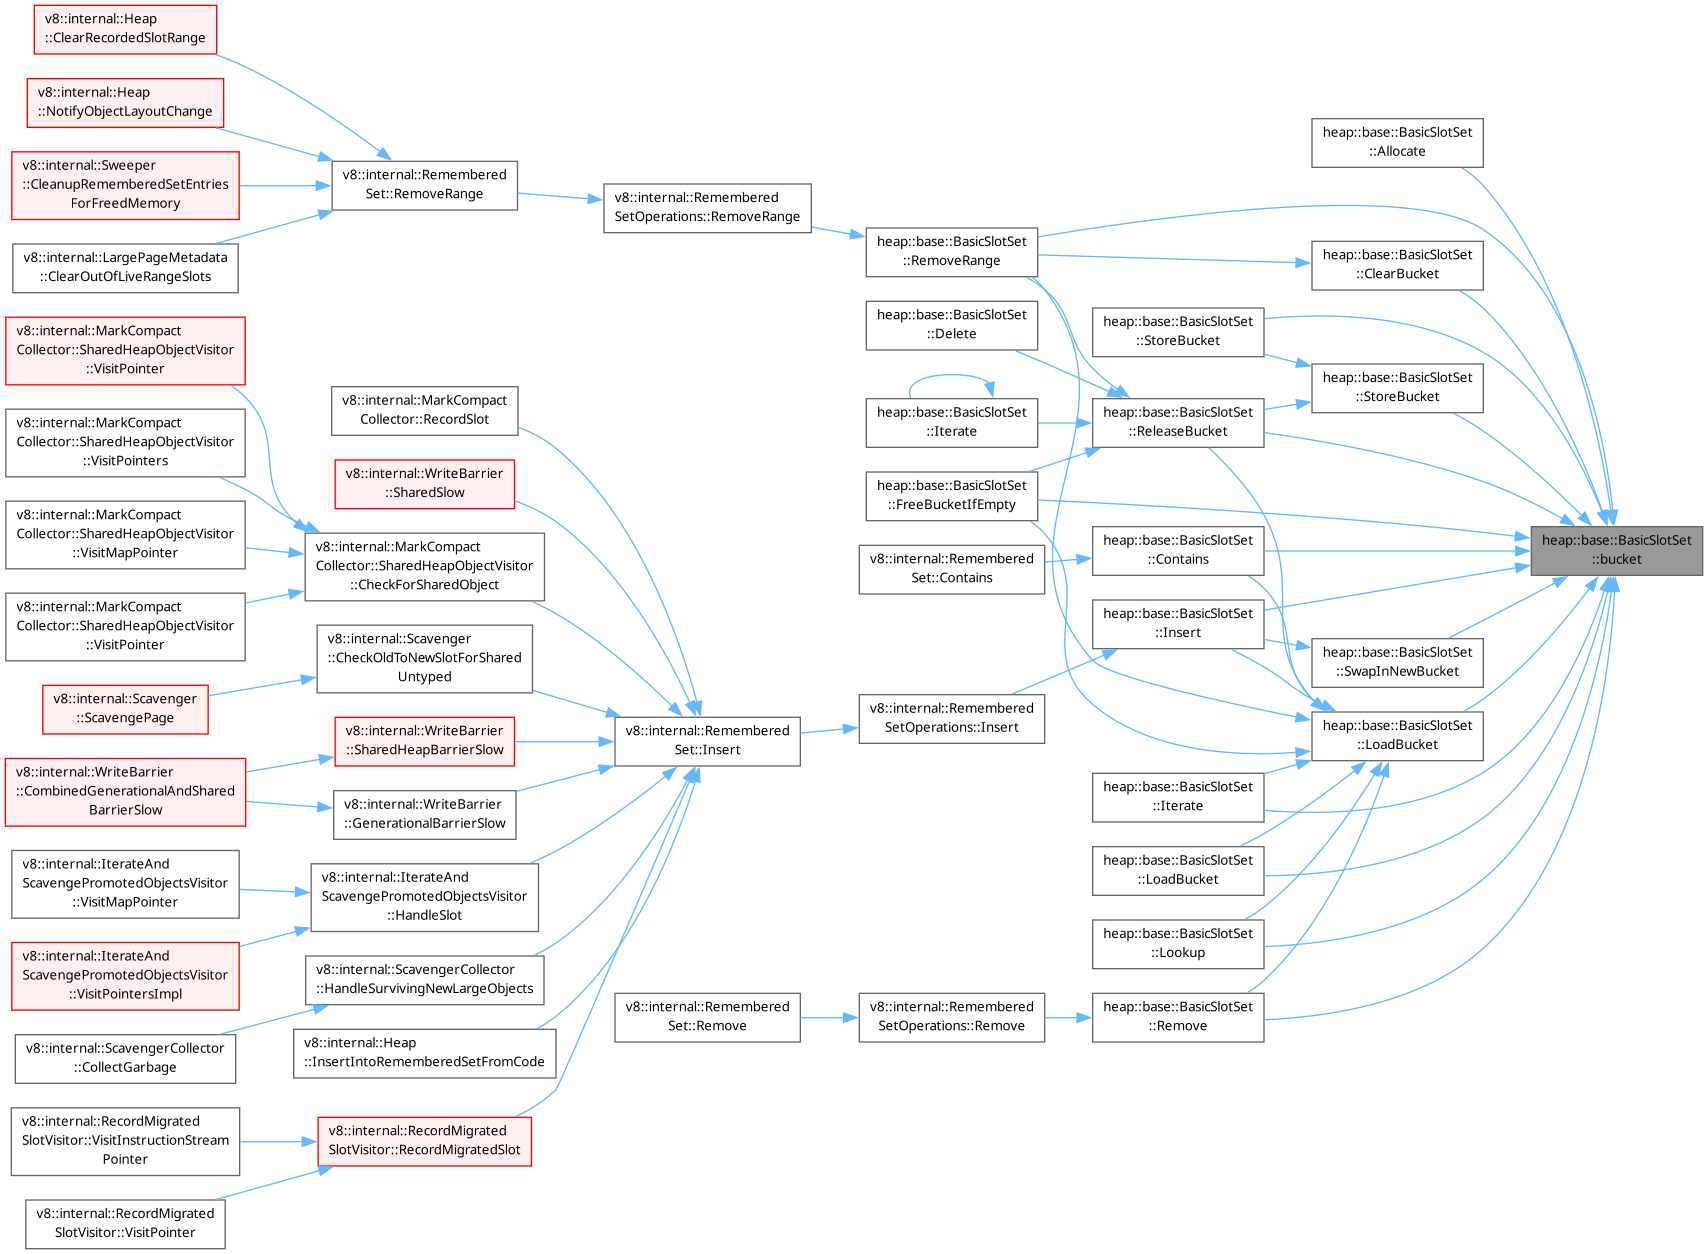 v8::internal::Heap
::ClearRecordedSlotRange
v8::internal::Heap
::NotifyObjectLayoutChange
v8::internal::Sweeper
::CleanupRememberedSetEntries
ForFreedMemory
v8::internal::LargePageMetadata
::ClearOutOfLiveRangeSlots
v8::internal::MarkCompact
Collector::SharedHeapObjectVisitor
::VisitPointer
v8::internal::MarkCompact
Collector::SharedHeapObjectVisitor
::VisitPointers
v8::internal::MarkCompact
Collector::SharedHeapObjectVisitor
::VisitMapPointer
v8::internal::MarkCompact
Collector::SharedHeapObjectVisitor
::VisitPointer
v8::internal::Scavenger
::ScavengePage
v8::internal::WriteBarrier
::CombinedGenerationalAndShared
BarrierSlow
v8::internal::IterateAnd
ScavengePromotedObjectsVisitor
::VisitMapPointer
v8::internal::IterateAnd
ScavengePromotedObjectsVisitor
::VisitPointersImpl
v8::internal::ScavengerCollector
::CollectGarbage
v8::internal::RecordMigrated
SlotVisitor::VisitInstructionStream
Pointer
v8::internal::RecordMigrated
SlotVisitor::VisitPointer
v8::internal::Remembered
Set::RemoveRange
v8::internal::MarkCompact
Collector::RecordSlot
v8::internal::WriteBarrier
::SharedSlow
v8::internal::MarkCompact
Collector::SharedHeapObjectVisitor
::CheckForSharedObject
v8::internal::Scavenger
::CheckOldToNewSlotForShared
Untyped
v8::internal::WriteBarrier
::SharedHeapBarrierSlow
v8::internal::WriteBarrier
::GenerationalBarrierSlow
v8::internal::IterateAnd
ScavengePromotedObjectsVisitor
::HandleSlot
v8::internal::ScavengerCollector
::HandleSurvivingNewLargeObjects
v8::internal::Heap
::InsertIntoRememberedSetFromCode
v8::internal::RecordMigrated
SlotVisitor::RecordMigratedSlot
v8::internal::Remembered
SetOperations::RemoveRange
v8::internal::Remembered
Set::Insert
v8::internal::Remembered
Set::Remove
heap::base::BasicSlotSet
::RemoveRange
heap::base::BasicSlotSet
::Delete
heap::base::BasicSlotSet
::Iterate
heap::base::BasicSlotSet
::FreeBucketIfEmpty
v8::internal::Remembered
Set::Contains
v8::internal::Remembered
SetOperations::Insert
v8::internal::Remembered
SetOperations::Remove
heap::base::BasicSlotSet
::StoreBucket
heap::base::BasicSlotSet
::ReleaseBucket
heap::base::BasicSlotSet
::Contains
heap::base::BasicSlotSet
::Insert
heap::base::BasicSlotSet
::Iterate
heap::base::BasicSlotSet
::LoadBucket
heap::base::BasicSlotSet
::Lookup
heap::base::BasicSlotSet
::Remove
heap::base::BasicSlotSet
::Allocate
heap::base::BasicSlotSet
::ClearBucket
heap::base::BasicSlotSet
::StoreBucket
heap::base::BasicSlotSet
::SwapInNewBucket
heap::base::BasicSlotSet
::LoadBucket
heap::base::BasicSlotSet
::bucket